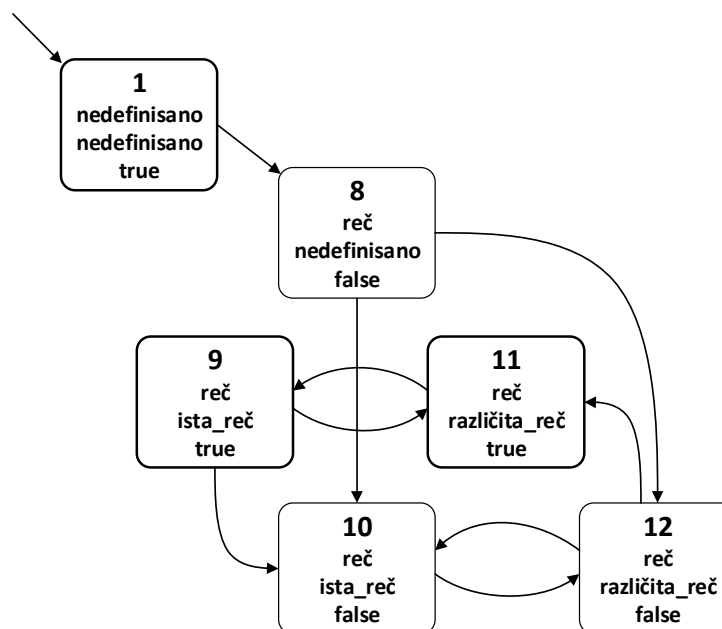 1
nedefinisano
nedefinisano
true
8
reč
nedefinisano
false
9
reč
ista_reč
true
11
reč
različita_reč
true
10
reč
ista_reč
false
12
reč
različita_reč
false